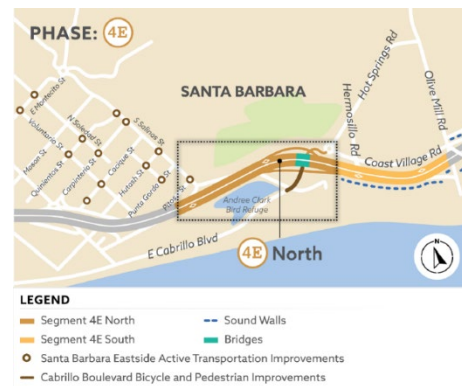 PHASE: 4E
SANTA BARBARA
E Montecito St
Voluntario St
Nelson St
Quinientos St
Carpinteria St
N Soledad St
S Salinas St
Cacique St
Hutash St
Punta Gorda St
Hermosillo Rd
Hot Springs Rd
Olive Mill Rd
Coast Village Rd
Andree Clark
Bird Refuge
E Cabrillo Blvd
4E North
N
LEGEND
Segment 4E North
Segment 4E South
Santa Barbara Eastside Active Transportation Improvements
Cabrillo Boulevard Bicycle and Pedestrian Improvements
Sound Walls
Bridges